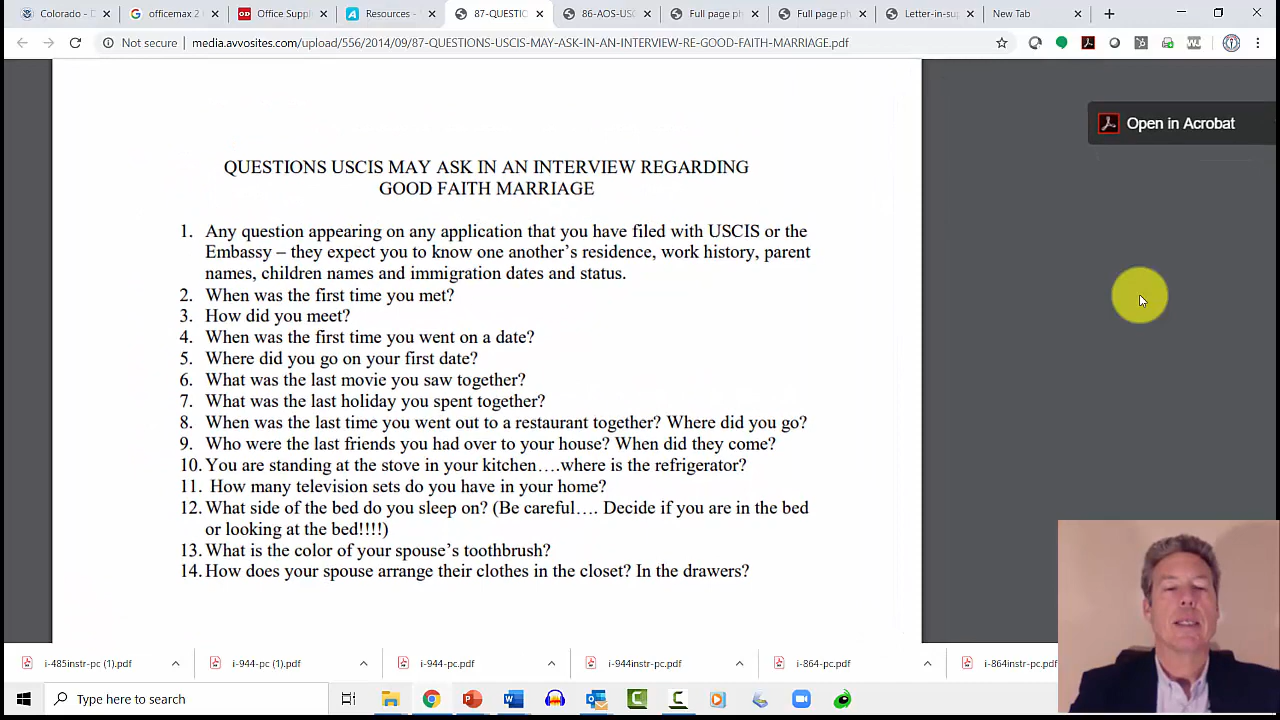 Colorado - D
officemax 2
Office Suppl
Resources -
87-QUESTIO
86-AOS-USC
Full page ph
Full page ph
Letter-in-sup
New Tab
Not secure
media.avvosites.com/upload/556/2014/09/87-QUESTIONS-USCIS-MAY-ASK-IN-AN-INTERVIEW-RE-GOOD-FAITH-MARRIAGE.pdf
Open in Acrobat
QUESTIONS USCIS MAY ASK IN AN INTERVIEW REGARDING
GOOD FAITH MARRIAGE
1. Any question appearing on any application that you have filed with USCIS or the
Embassy – they expect you to know one another's residence, work history, parent
names, children names and immigration dates and status.
2. When was the first time you met?
3. How did you meet?
4. When was the first time you went on a date?
5. Where did you go on your first date?
6. What was the last movie you saw together?
7. What was the last holiday you spent together?
8. When was the last time you went out to a restaurant together? Where did you go?
9. Who were the last friends you had over to your house? When did they come?
10. You are standing at the stove in your kitchen….where is the refrigerator?
11. How many television sets do you have in your home?
12. What side of the bed do you sleep on? (Be careful…. Decide if you are in the bed
or looking at the bed!!!!)
13. What is the color of your spouse's toothbrush?
14. How does your spouse arrange their clothes in the closet? In the drawers?
i-485instr-pc (1).pdf
i-944-pc (1).pdf
i-944-pc.pdf
i-944instr-pc.pdf
i-864-pc.pdf
i-864instr-pc.pdf
Type here to search